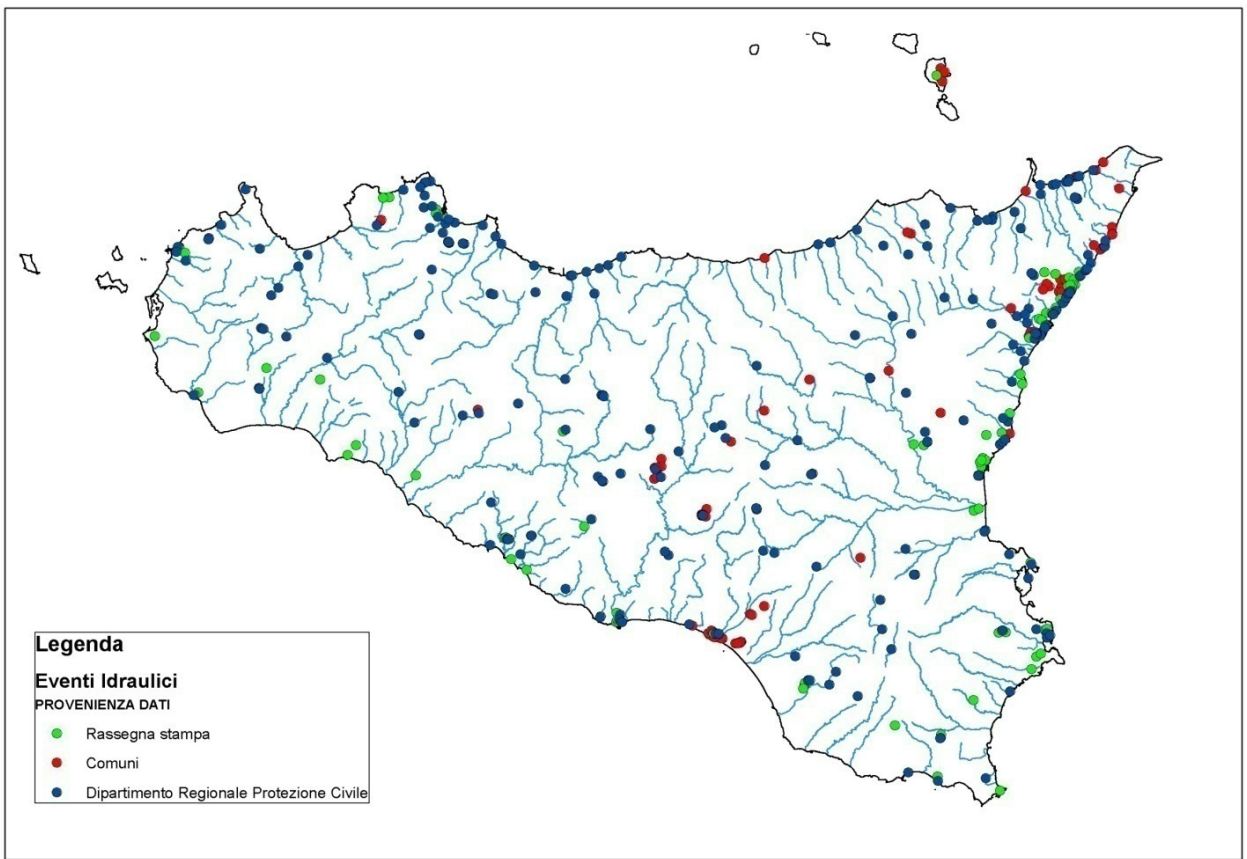 Legenda
Eventi Idraulici
PROVENIENZA DATI
Rassegna stampa
Comuni
Dipartimento Regionale Protezione Civile